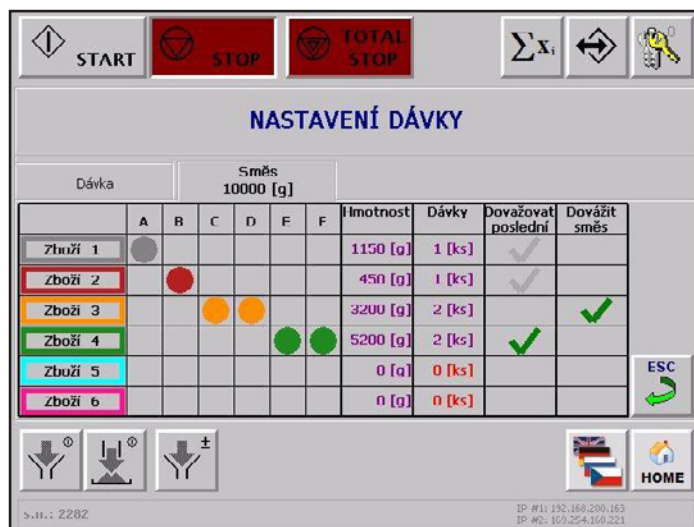 START
STOP
TOTAL
STOP
∑xᵢ
NASTAVENÍ DÁVKY
Dávka
Směs
10000 [g]
A B C D E F Hmotnost Dávky Dovažovat poslední Dovážit směs
Zboží 1 1150 [g] 1 [ks]
Zboží 2 450 [g] 1 [ks]
Zboží 3 3200 [g] 2 [ks]
Zboží 4 5200 [g] 2 [ks]
Zboží 5 0 [g] 0 [ks]
Zboží 6 0 [g] 0 [ks]
ESC
HOME
s.n.: 2282
IP #1: 192.168.200.163
IP #2: 169.254.160.221